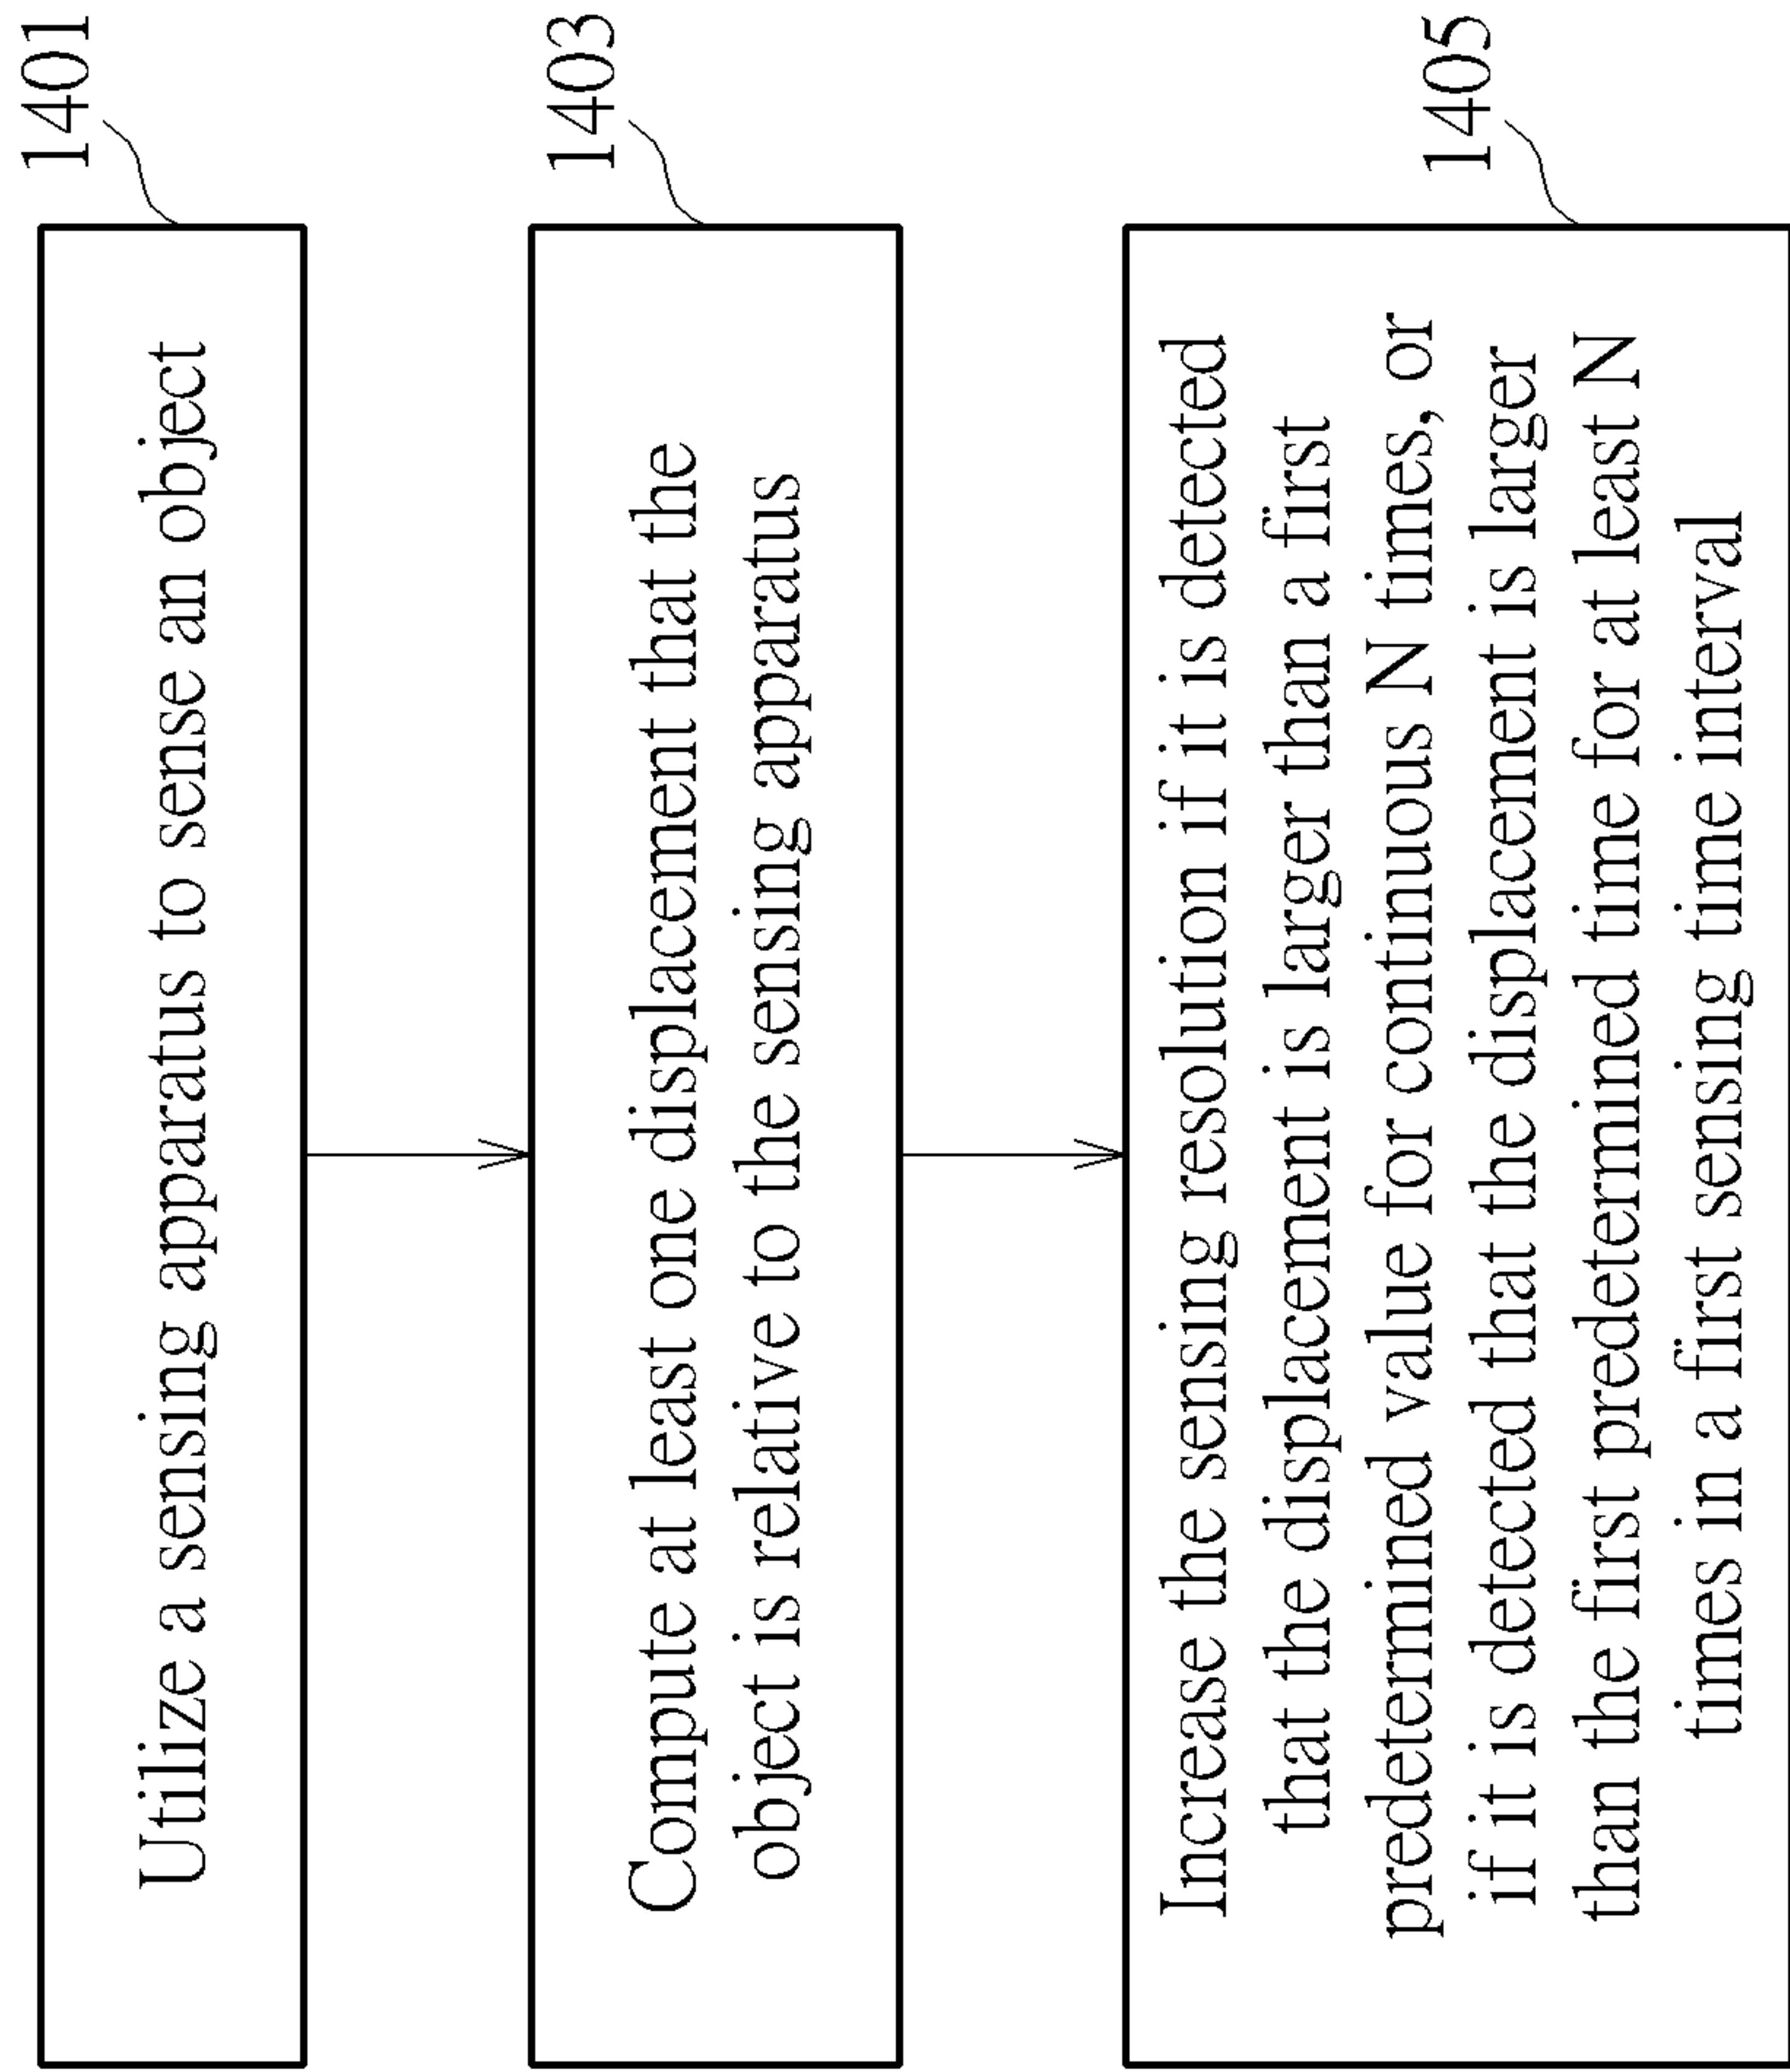 1401
Utilize a sensing apparatus to sense an object
1403
Compute at least one displacement that the
object is relative to the sensing apparatus
1405
Increase the sensing resolution if it is detected
that the displacement is larger than a first
predetermined value for continuous N times, or
if it is detected that the displacement is larger
than the first predetermined time for at least N
times in a first sensing time interval